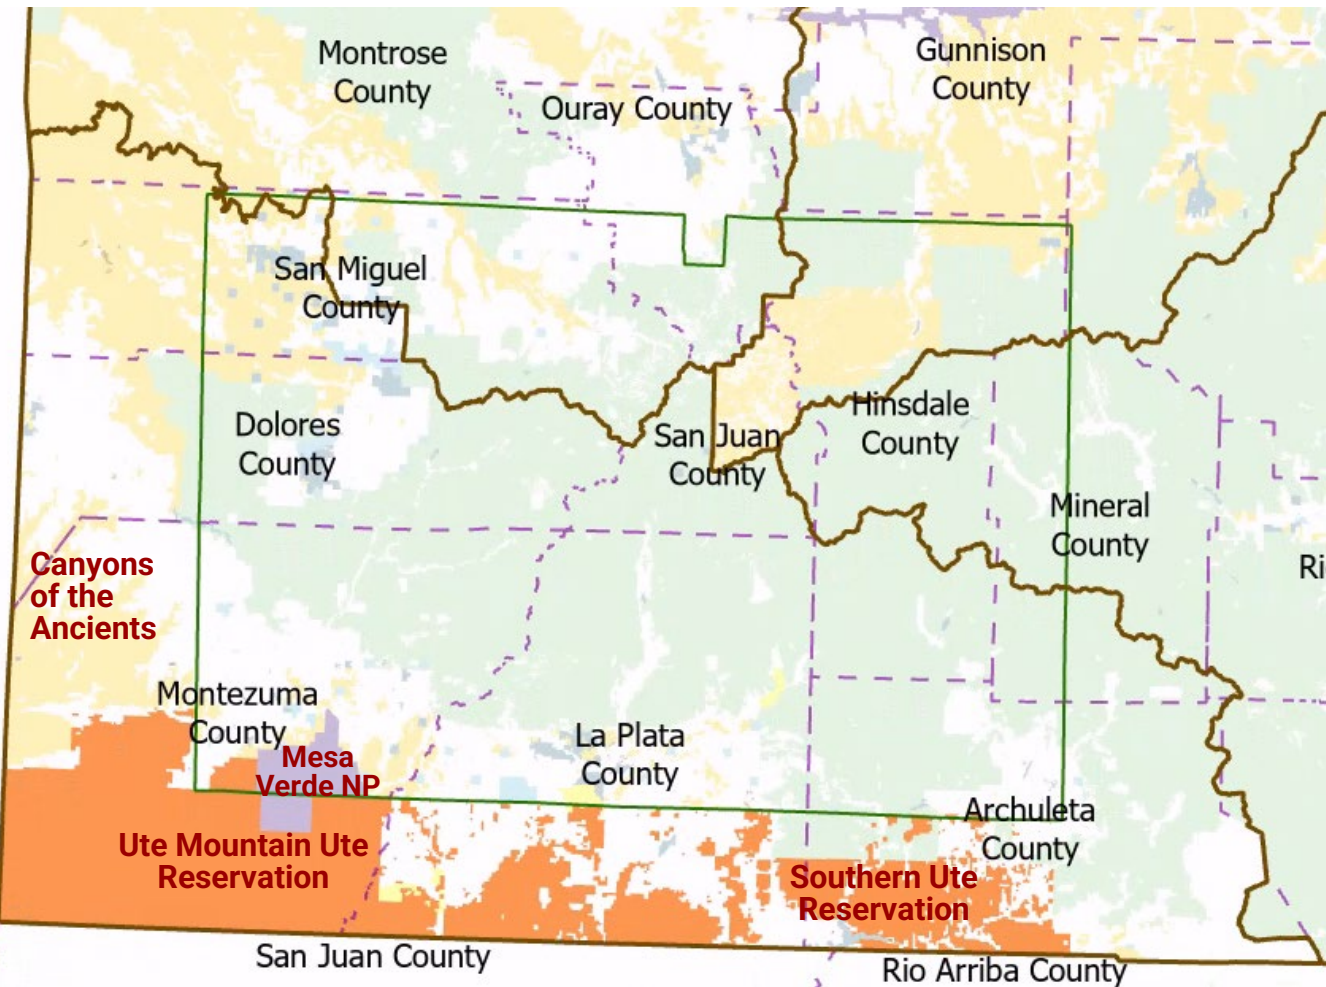 Montrose
County
Gunnison
County
Ouray County
San Miguel
County
Dolores
County
San Juan
County
Hinsdale
County
Mineral
County
Canyons
of the
Ancients
Ri
Montezuma
County
Mesa
Verde NP
La Plata
County
Archuleta
County
Ute Mountain Ute
Reservation
Southern Ute
Reservation
San Juan County
Rio Arriba County